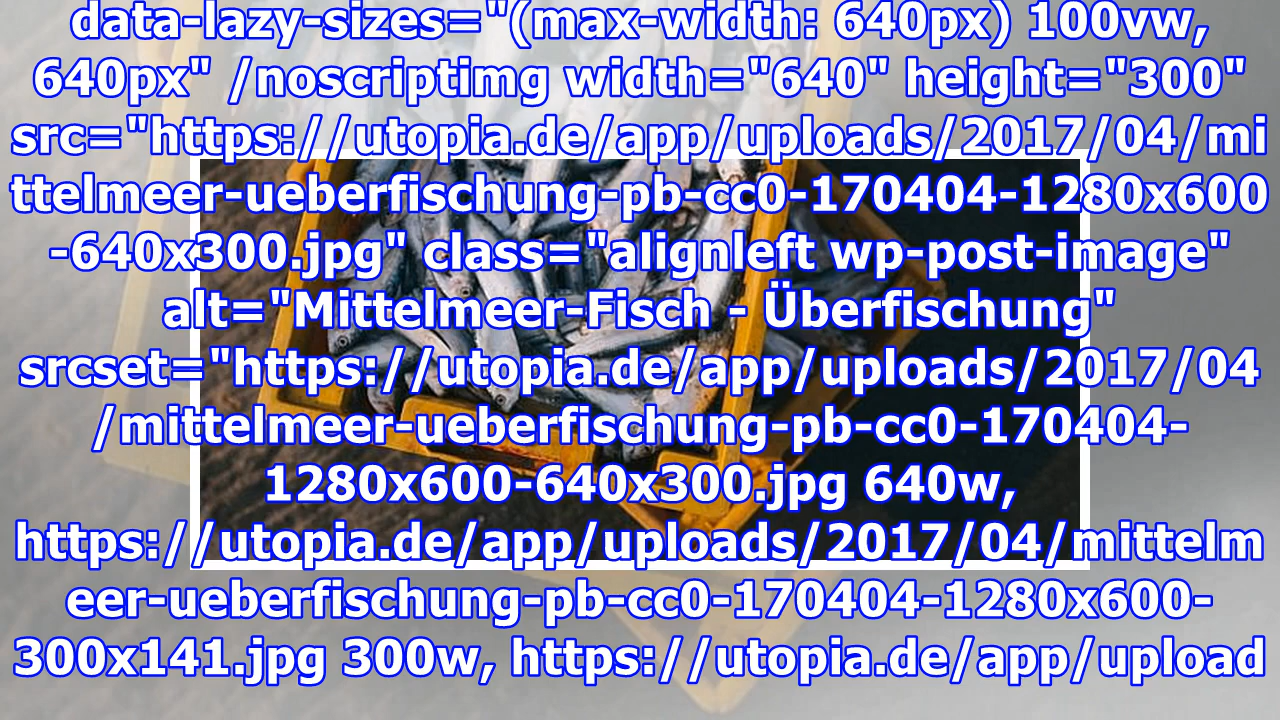 data-lazy-sizes="(max-width: 640px) 100vw,
640px" /noscriptimg width="640" height="300"
src="https://utopia.de/app/uploads/2017/04/mi
ttelmeer-ueberfischung-pb-cc0-170404-1280x600
-640x300.jpg" class="alignleft wp-post-image"
alt="Mittelmeer-Fisch - Überfischung"
srcset="https://utopia.de/app/uploads/2017/04
/mittelmeer-ueberfischung-pb-cc0-170404-
1280x600-640x300.jpg 640w,
https://utopia.de/app/uploads/2017/04/mittelm
eer-ueberfischung-pb-cc0-170404-1280x600-
300x141.jpg 300w, https://utopia.de/app/upload